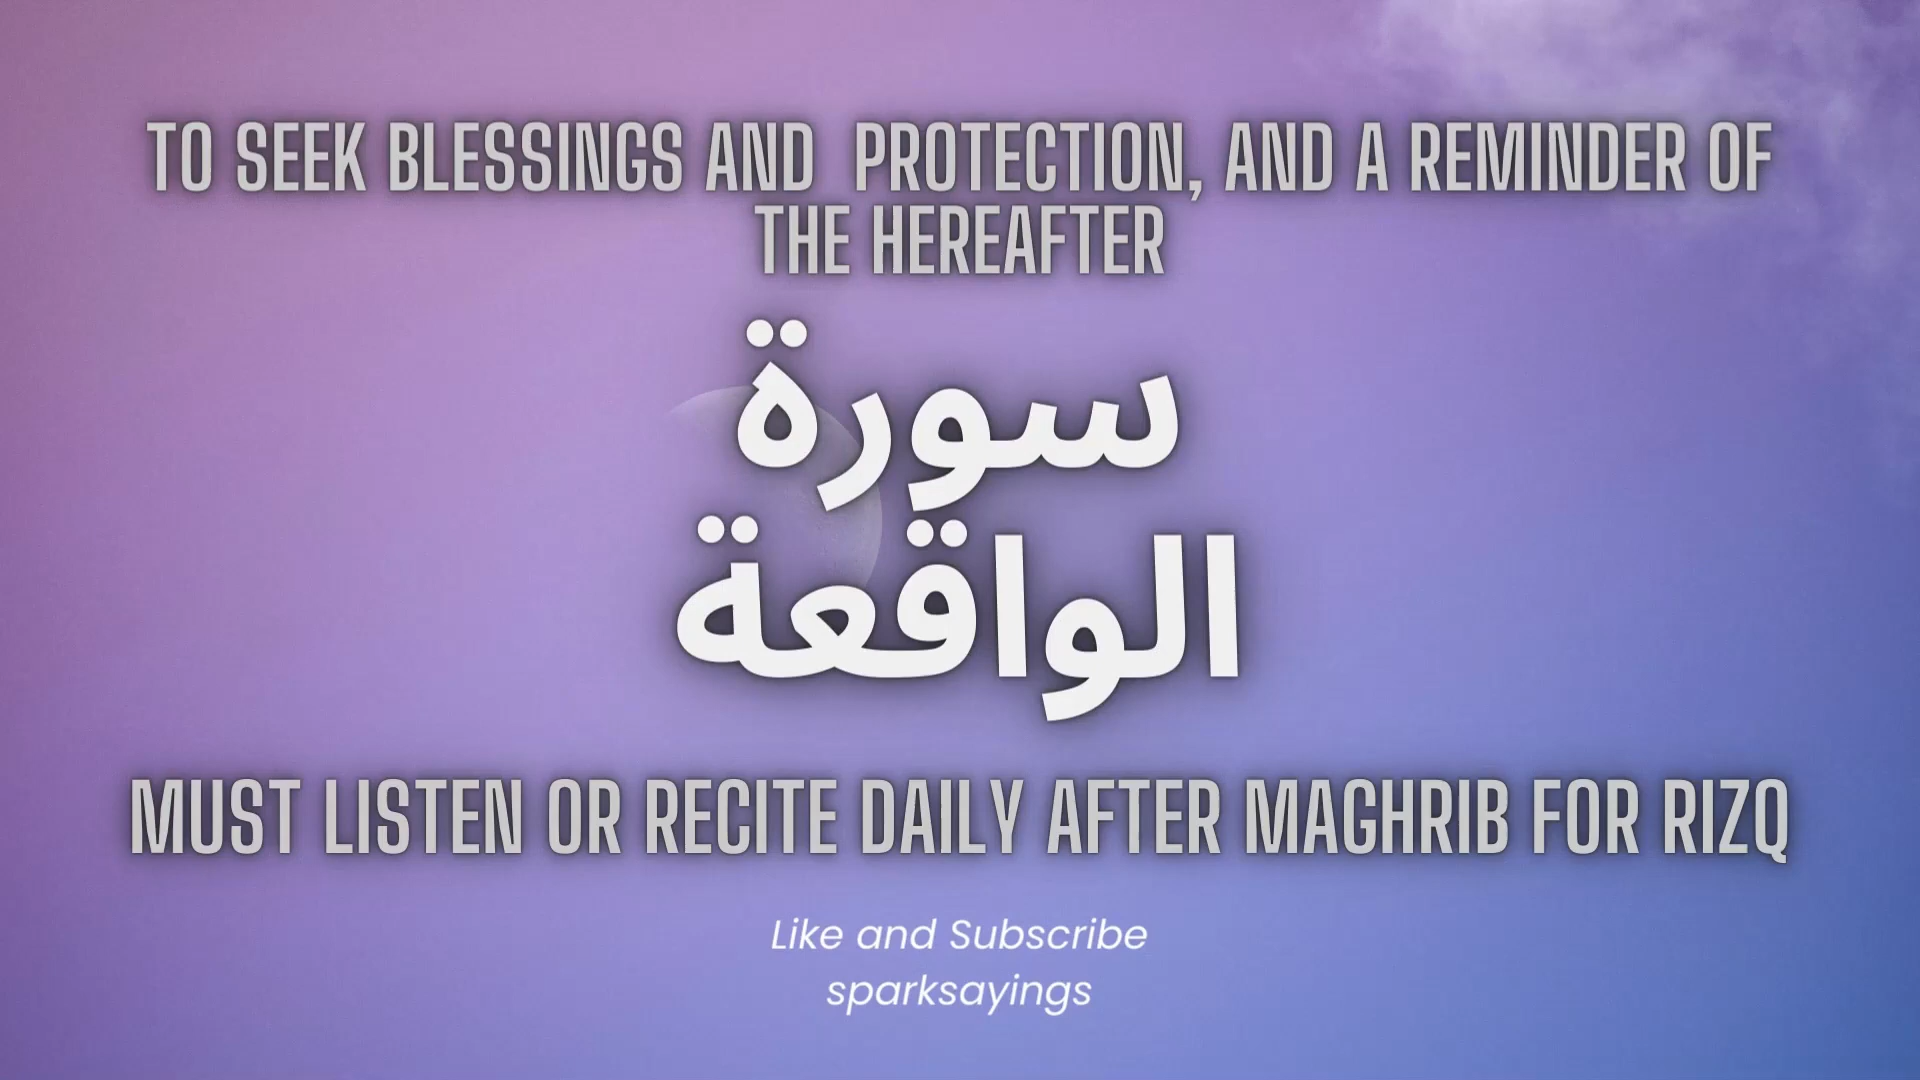 TO SEEK BLESSINGS AND PROTECTION, AND A REMINDER OF
THE HEREAFTER
سورة
الواقعة
MUST LISTEN OR RECITE DAILY AFTER MAGHRIB FOR RIZQ
Like and Subscribe
sparksayings